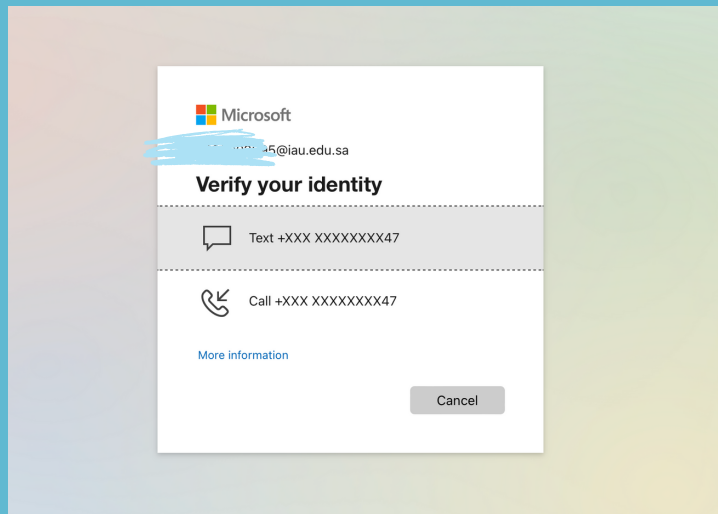 Microsoft
5@iau.edu.sa
Verify your identity
Text +XXX XXXXXXXX47
Call +XXX XXXXXXXX47
More information
Cancel